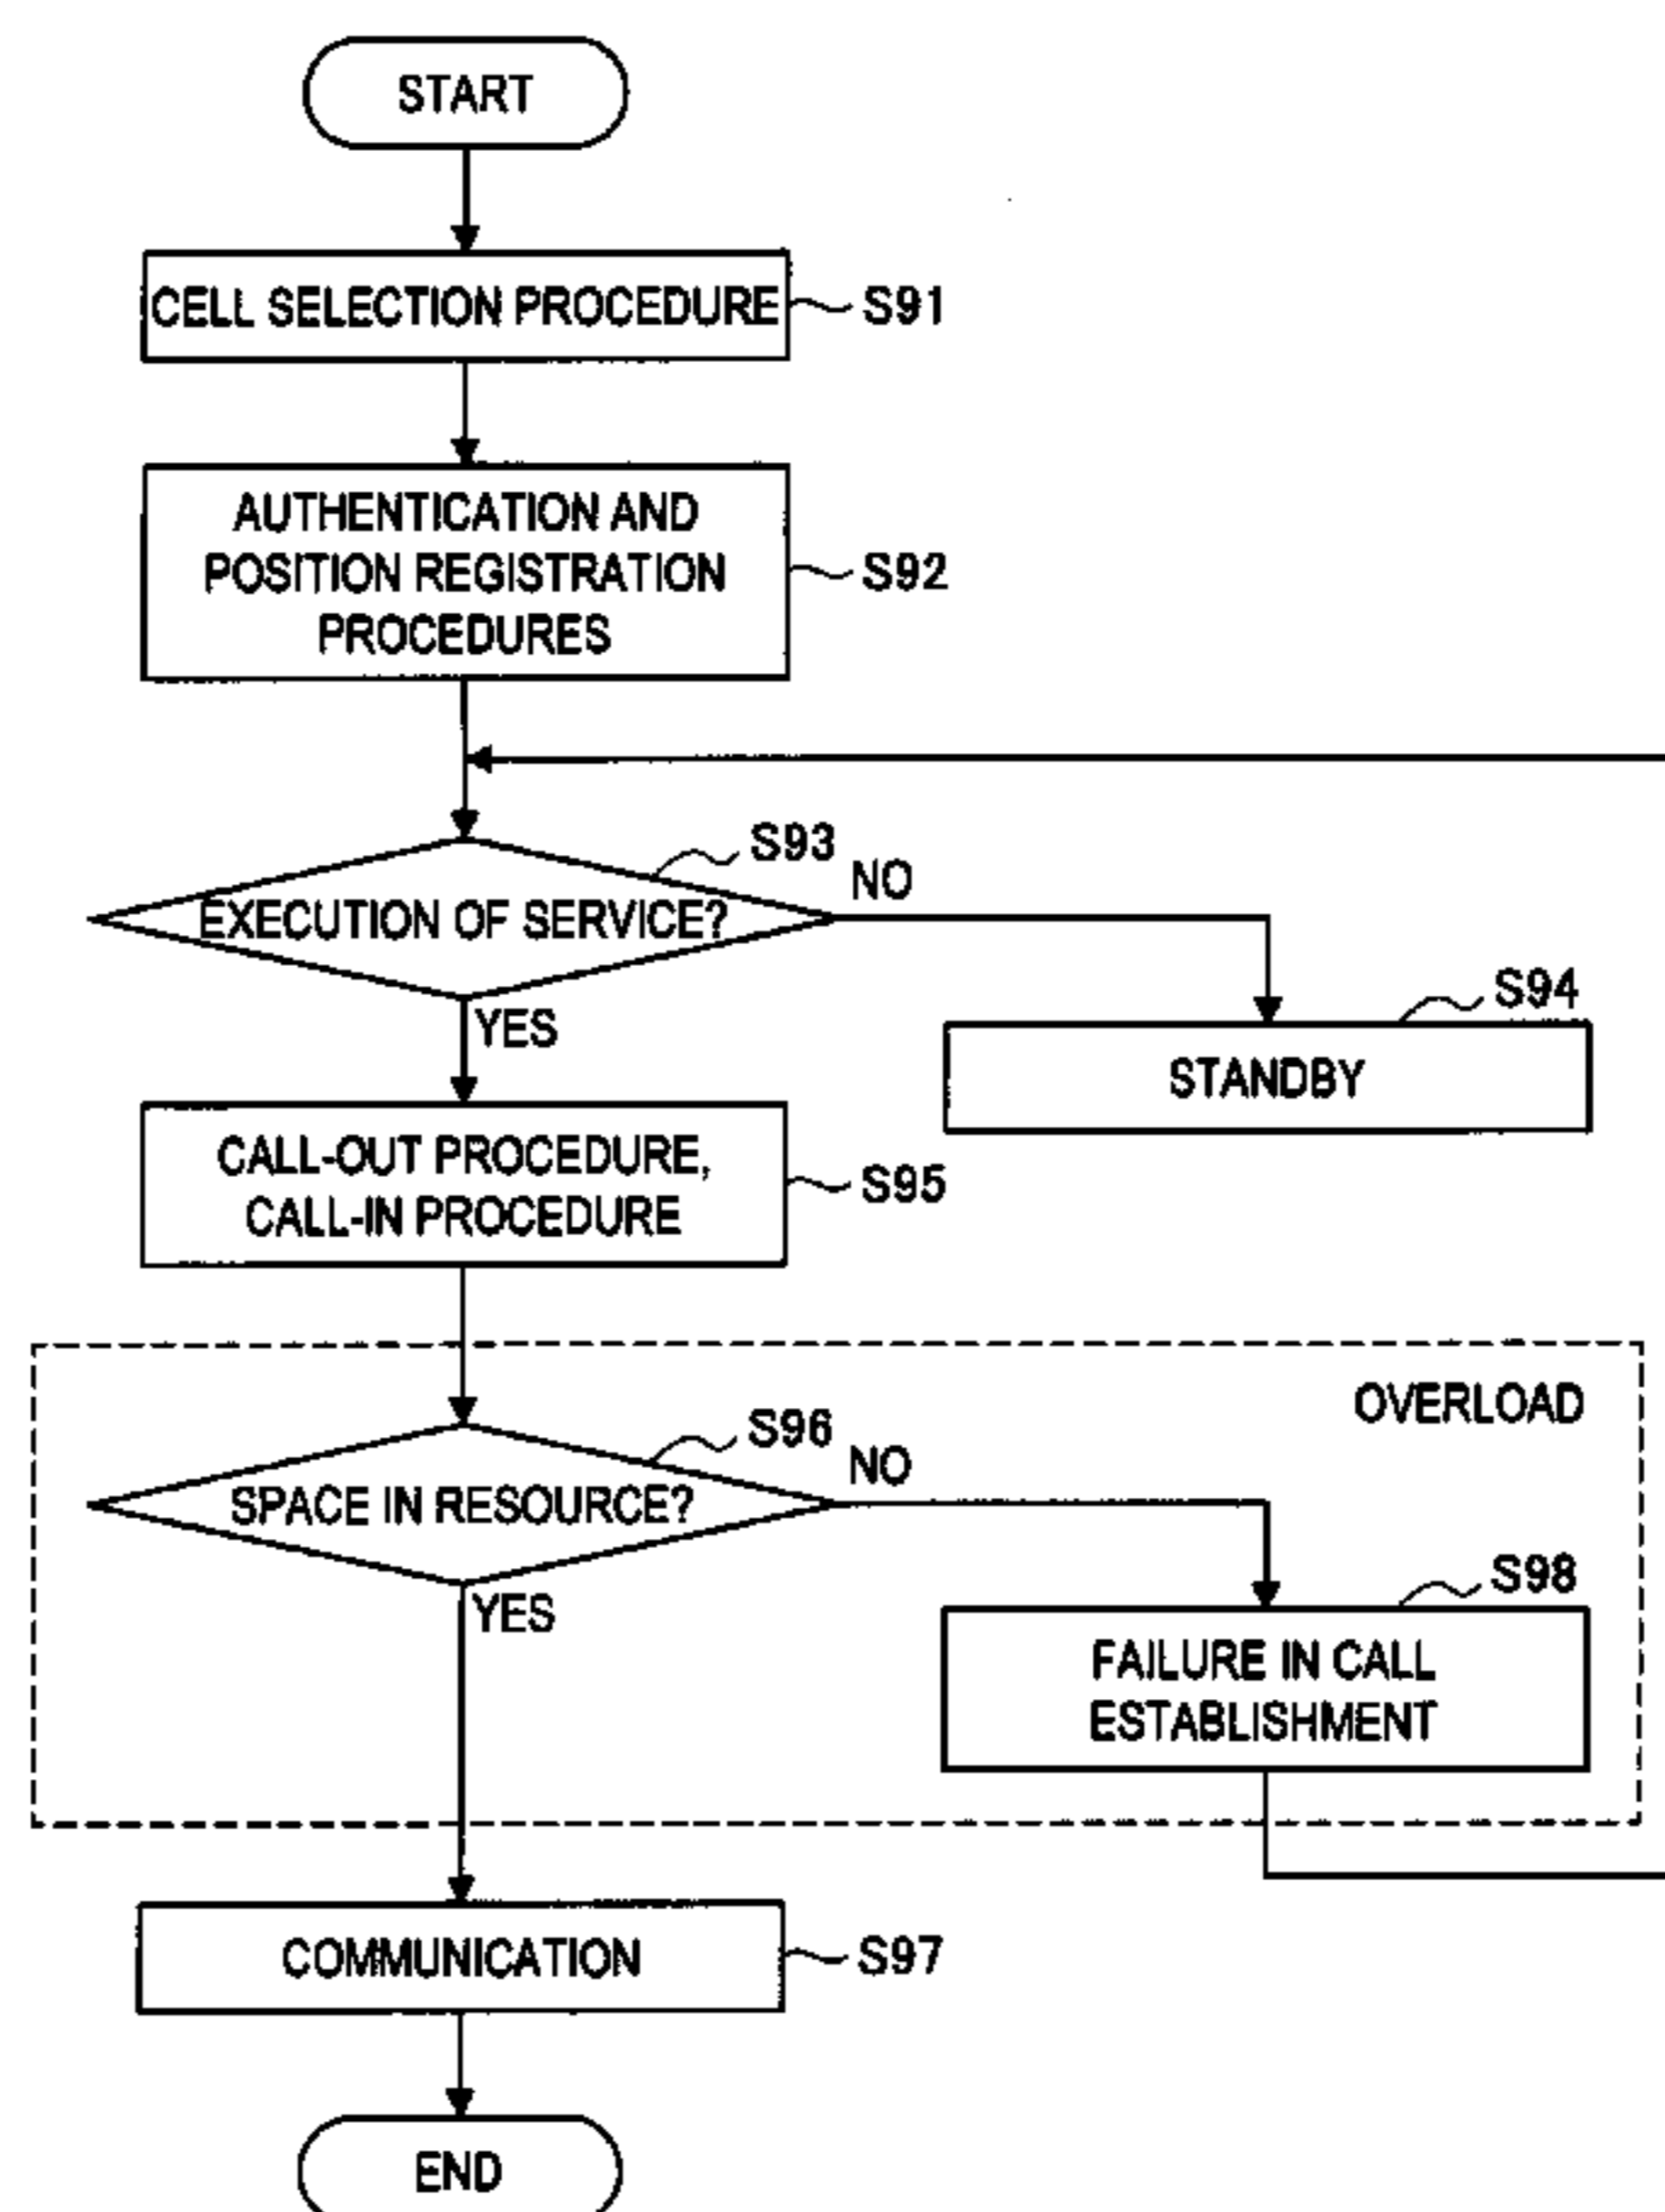 START
CELL SELECTION PROCEDURE
S91
AUTHENTICATION AND
POSITION REGISTRATION
PROCEDURES
S92
S93
EXECUTION OF SERVICE?
NO
YES
S94
STANDBY
CALL-OUT PROCEDURE,
CALL-IN PROCEDURE
S95
OVERLOAD
S96
SPACE IN RESOURCE?
NO
YES
S98
FAILURE IN CALL
ESTABLISHMENT
COMMUNICATION
S97
END